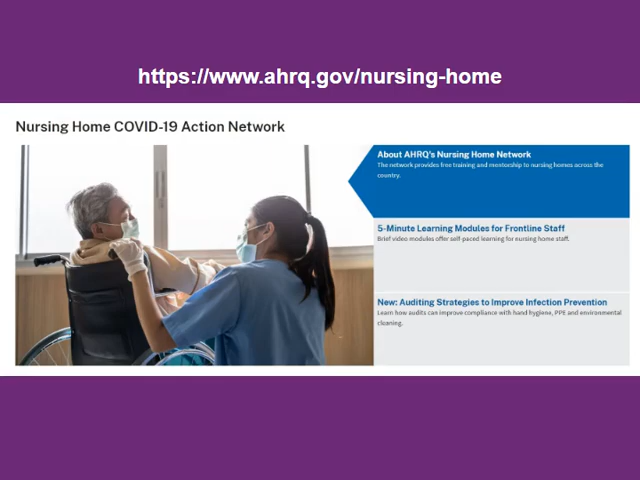 https://www.ahrq.gov/nursing-home
Nursing Home COVID-19 Action Network
About AHRQ's Nursing Home Network
The network provides free training and mentorship to nursing homes across the
country.
5-Minute Learning Modules for Frontline Staff
Brief video modules offer self-paced learning for nursing home staff.
New: Auditing Strategies to Improve Infection Prevention
Learn how audits can improve compliance with hand hygiene, PPE and environmental
cleaning.